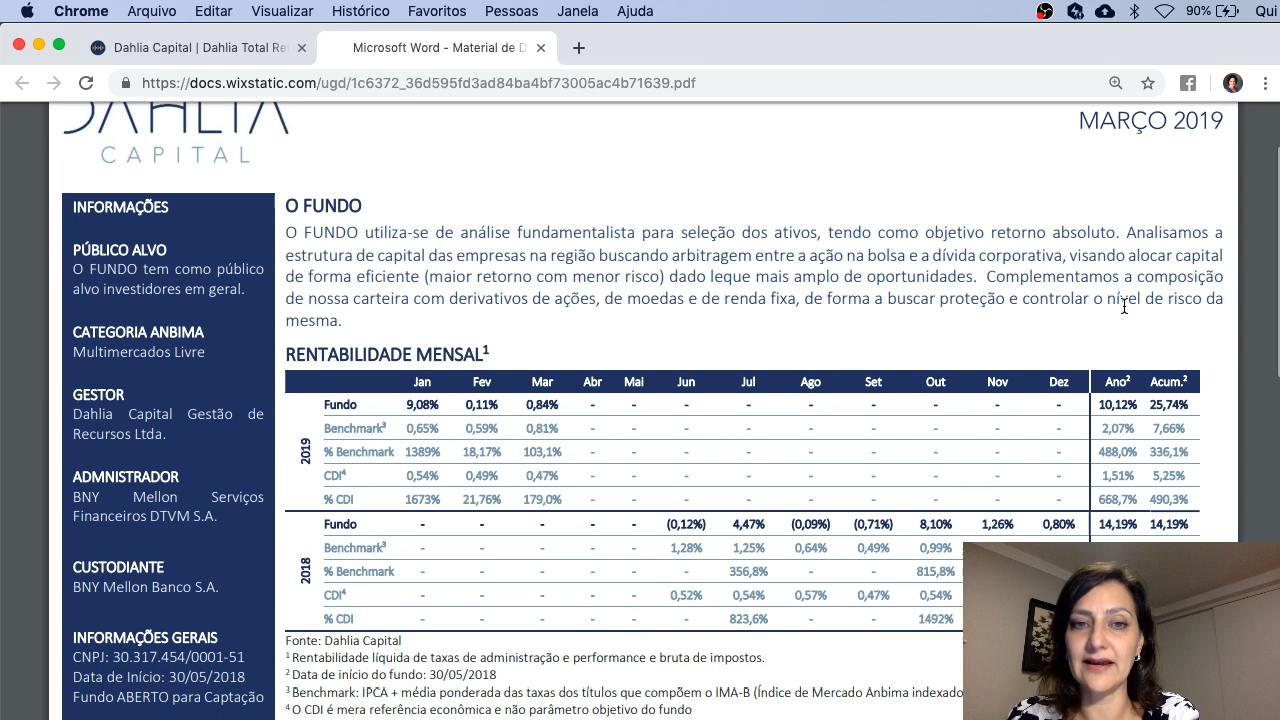 Chrome Arquivo Editar Visualizar Histórico Favoritos Pessoas Janela Ajuda 90% Qui
Dahlia Capital | Dahlia Total Re
Microsoft Word - Material de D
https://docs.wixstatic.com/ugd/1c6372_36d595fd3ad84ba4bf73005ac4b71639.pdf
DAHLIA
CAPITAL
MARÇO 2019
INFORMAÇÕES
PÚBLICO ALVO
O FUNDO tem como público
alvo investidores em geral.
CATEGORIA ANBIMA
Multimercados Livre
GESTOR
Dahlia Capital Gestão de
Recursos Ltda.
ADMNISTRADOR
BNY Mellon Serviços
Financeiros DTVM S.A.
CUSTODIANTE
BNY Mellon Banco S.A.
INFORMAÇÕES GERAIS
CNPJ: 30.317.454/0001-51
Data de Início: 30/05/2018
Fundo ABERTO para Captação
O FUNDO
O FUNDO utiliza-se de análise fundamentalista para seleção dos ativos, tendo como objetivo retorno absoluto. Analisamos a
estrutura de capital das empresas na região buscando arbitragem entre a ação na bolsa e a dívida corporativa, visando alocar capital
de forma eficiente (maior retorno com menor risco) dado leque mais amplo de oportunidades. Complementamos a composição
de nossa carteira com derivativos de ações, de moedas e de renda fixa, de forma a buscar proteção e controlar o nível de risco da
mesma.
RENTABILIDADE MENSAL¹
Jan Fev Mar Abr Mai Jun Jul Ago Set Out Nov Dez Ano² Acum.²
2019
Fundo 9,08% 0,11% 0,84% - - - - - - - - - 10,12% 25,74%
Benchmark³ 0,65% 0,59% 0,81% - - - - - - - - - 2,07% 7,66%
% Benchmark 1389% 18,17% 103,1% - - - - - - - - - 488,0% 336,1%
CDI⁴ 0,54% 0,49% 0,47% - - - - - - - - - 1,51% 5,25%
% CDI 1673% 21,76% 179,0% - - - - - - - - - 668,7% 490,3%
2018
Fundo - - - - - (0,12%) 4,47% (0,09%) (0,71%) 8,10% 1,26% 0,80% 14,19% 14,19%
Benchmark³ - - - - - 1,28% 1,25% 0,64% 0,49% 0,99%
% Benchmark - - - - - - 356,8% - - 815,8%
CDI⁴ - - - - - 0,52% 0,54% 0,57% 0,47% 0,54%
% CDI - - - - - - 823,6% - - 1492%
Fonte: Dahlia Capital
¹ Rentabilidade líquida de taxas de administração e performance e bruta de impostos.
² Data de início do fundo: 30/05/2018
³ Benchmark: IPCA + média ponderada das taxas dos títulos que compõem o IMA-B (Índice de Mercado Anbima indexado
⁴ O CDI é mera referência econômica e não parâmetro objetivo do fundo